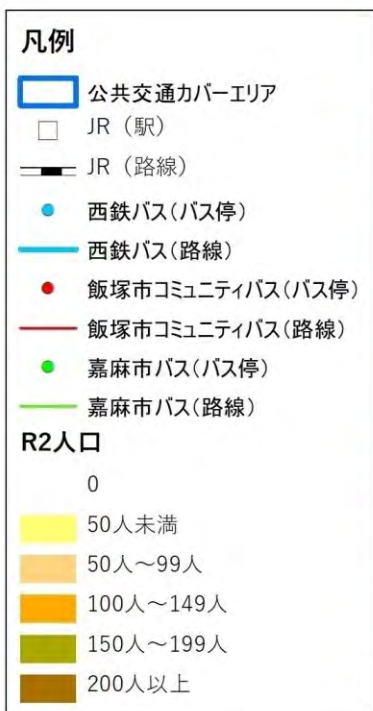 凡例
公共交通カバーエリア
JR（駅）
JR（路線）
西鉄バス(バス停)
西鉄バス(路線)
飯塚市コミュニティバス(バス停)
飯塚市コミュニティバス(路線)
嘉麻市バス(バス停)
嘉麻市バス(路線)
R2人口
0
50人未満
50人～99人
100人～149人
150人～199人
200人以上